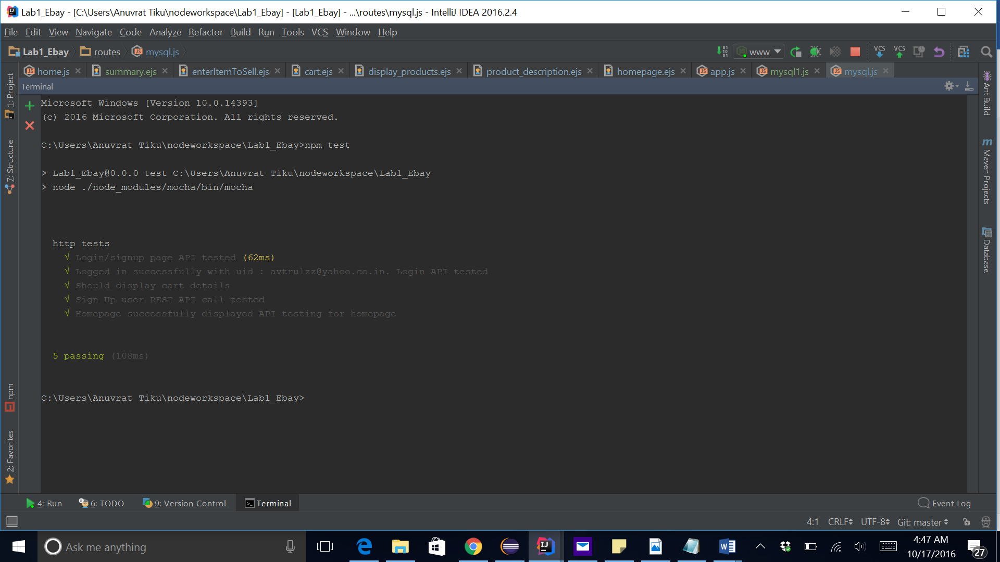 Lab1_Ebay - [C:\Users\Anuvrat Tiku\nodeworkspace\Lab1_Ebay] - [Lab1_Ebay] - ...\routes\mysql.js - IntelliJ IDEA 2016.2.4
File Edit View Navigate Code Analyze Refactor Build Run Tools VCS Window Help
Lab1_Ebay routes mysql.js www VCS VCS
home.js summary.ejs enterItemToSell.ejs cart.ejs display_products.ejs product_description.ejs homepage.ejs app.js mysql1.js mysql.js
Terminal
1: Project
7: Structure
npm
2: Favorites
Microsoft Windows [Version 10.0.14393]
(c) 2016 Microsoft Corporation. All rights reserved.
C:\Users\Anuvrat Tiku\nodeworkspace\Lab1_Ebay>npm test
> Lab1_Ebay@0.0.0 test C:\Users\Anuvrat Tiku\nodeworkspace\Lab1_Ebay
> node ./node_modules/mocha/bin/mocha
http tests
√ Login/signup page API tested (62ms)
√ Logged in successfully with uid : avtrulzz@yahoo.co.in. Login API tested
√ Should display cart details
√ Sign Up user REST API call tested
√ Homepage successfully displayed API testing for homepage
5 passing (108ms)
C:\Users\Anuvrat Tiku\nodeworkspace\Lab1_Ebay>
Ant Build
Maven Projects
Database
4: Run 6: TODO 9: Version Control Terminal Event Log
4:1 CRLF UTF-8 Git: master
Ask me anything
4:47 AM
10/17/2016
27